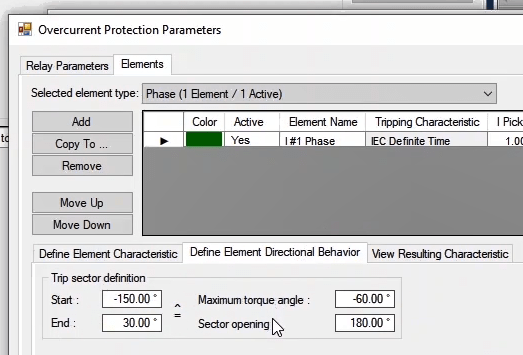 Overcurrent Protection Parameters
Relay Parameters Elements
Selected element type: Phase (1 Element / 1 Active)
Add
Copy To ...
Remove
Move Up
Move Down
Color Active Element Name Tripping Characteristic I Pick
Yes I #1 Phase IEC Definite Time 1.00
Define Element Characteristic Define Element Directional Behavior View Resulting Characteristic
Trip sector definition
Start : -150.00 ° Maximum torque angle : -60.00 °
End : 30.00 ° ≙ Sector opening 180.00 °